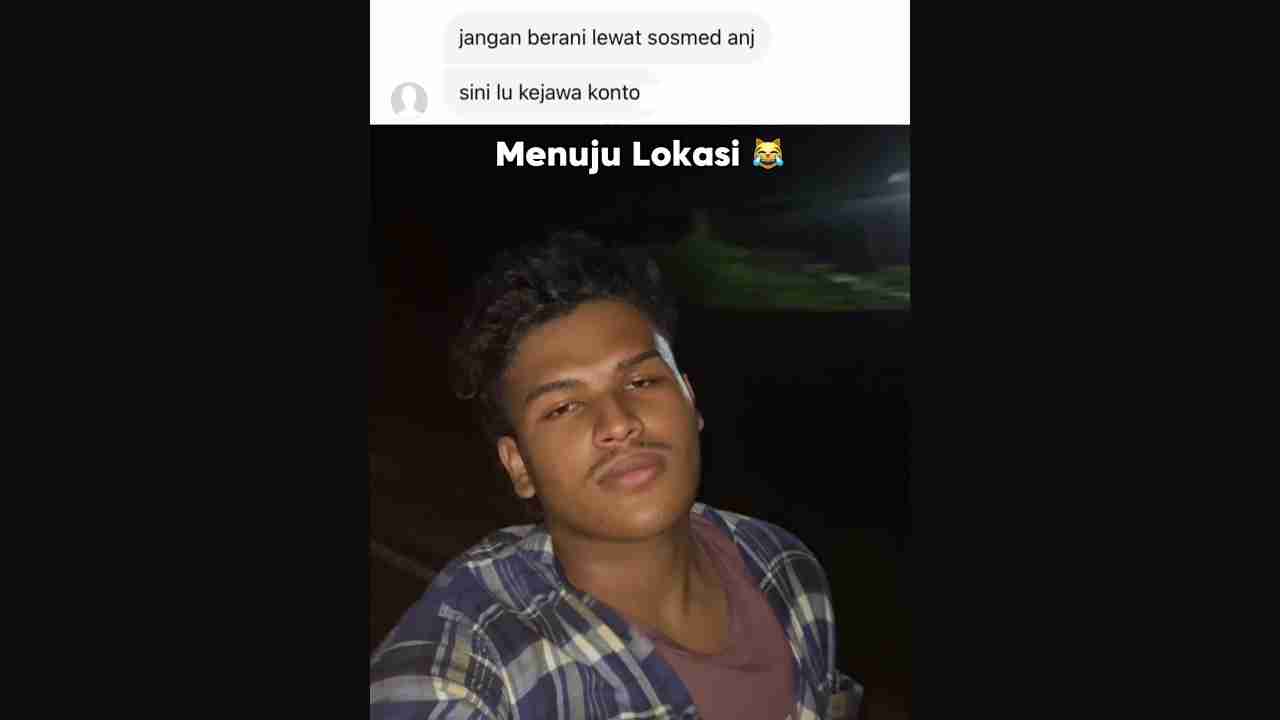 jangan berani lewat sosmed anj
sini lu kejawa konto
Menuju Lokasi 😹